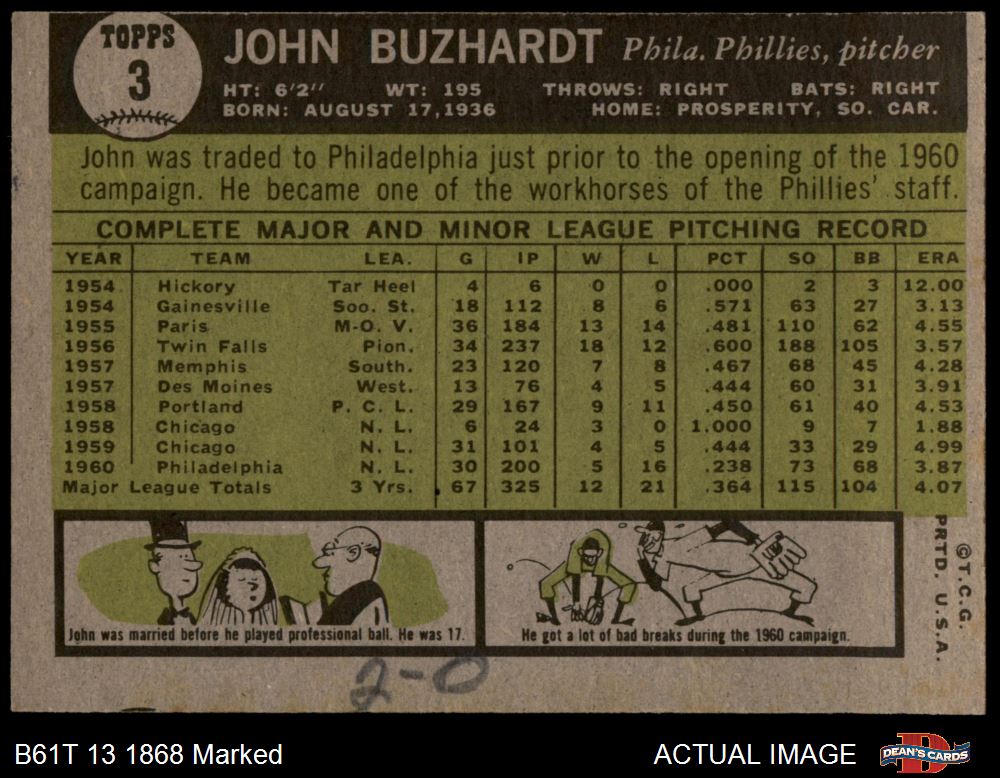 TOPPS
3
JOHN BUZHARDT Phila. Phillies, pitcher
HT: 6'2" WT: 195 THROWS: RIGHT BATS: RIGHT
BORN: AUGUST 17, 1936 HOME: PROSPERITY, SO. CAR.
John was traded to Philadelphia just prior to the opening of the 1960
campaign. He became one of the workhorses of the Phillies' staff.
COMPLETE MAJOR AND MINOR LEAGUE PITCHING RECORD
YEAR TEAM LEA. G IP W L PCT SO BB ERA
1954 Hickory Tar Heel 4 6 0 0 .000 2 3 12.00
1954 Gainesville Soo. St. 18 112 8 6 .571 63 27 3.13
1955 Paris M-O. V. 36 184 13 14 .481 110 62 4.55
1956 Twin Falls Pion. 34 237 18 12 .600 188 105 3.57
1957 Memphis South. 23 120 7 8 .467 68 45 4.28
1957 Des Moines West. 13 76 4 5 .444 60 31 3.91
1958 Portland P. C. L. 29 167 9 11 .450 61 40 4.53
1958 Chicago N. L. 6 24 3 0 1.000 9 7 1.88
1959 Chicago N. L. 31 101 4 5 .444 33 29 4.99
1960 Philadelphia N. L. 30 200 5 16 .238 73 68 3.87
Major League Totals 3 Yrs. 67 325 12 21 .364 115 104 4.07
John was married before he played professional ball. He was 17.
He got a lot of bad breaks during the 1960 campaign.
©T.C.G.
PRTD. U.S.A.
2-0
B61T 13 1868 Marked
ACTUAL IMAGE
DEAN'S CARDS